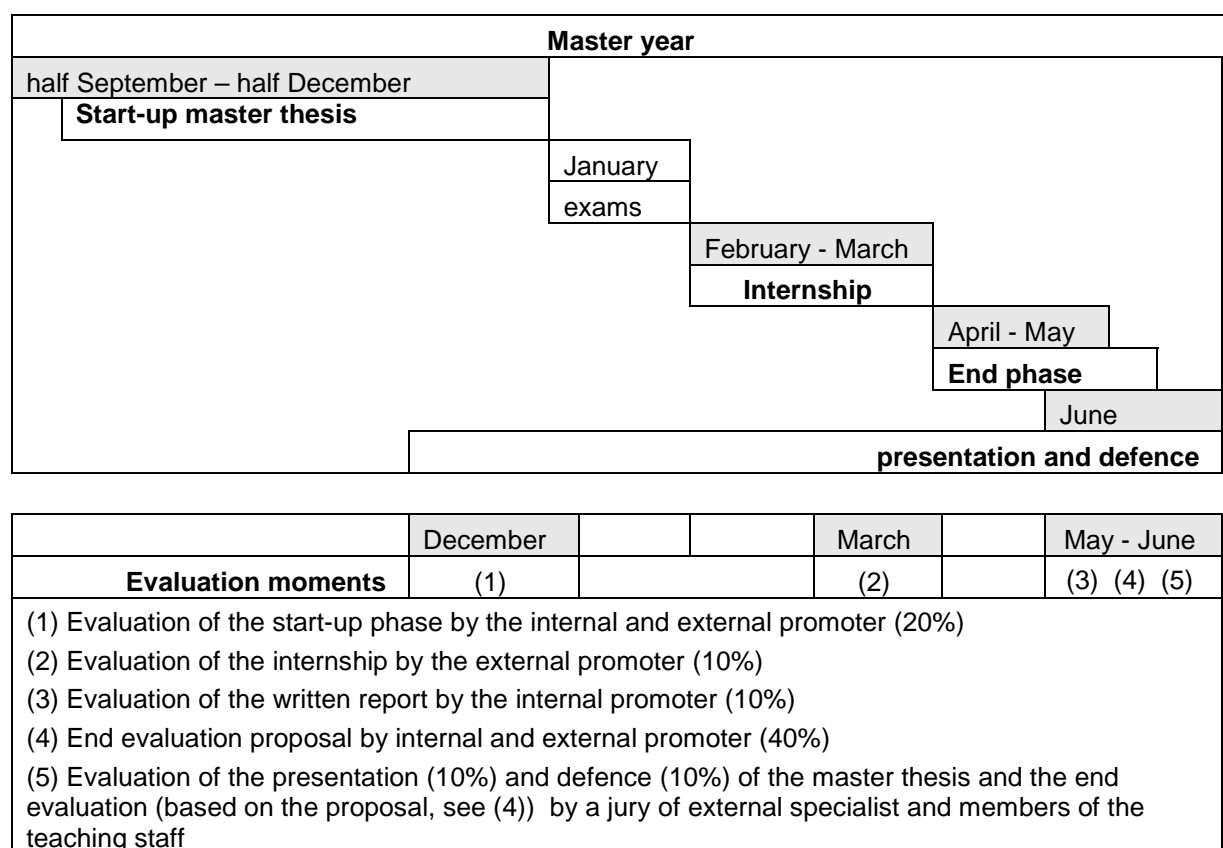 Master year
half September – half December
Start-up master thesis
January
exams
February - March
Internship
April - May
End phase
June
presentation and defence
December March May - June
Evaluation moments (1) (2) (3) (4) (5)
(1) Evaluation of the start-up phase by the internal and external promoter (20%)
(2) Evaluation of the internship by the external promoter (10%)
(3) Evaluation of the written report by the internal promoter (10%)
(4) End evaluation proposal by internal and external promoter (40%)
(5) Evaluation of the presentation (10%) and defence (10%) of the master thesis and the end
evaluation (based on the proposal, see (4)) by a jury of external specialist and members of the
teaching staff